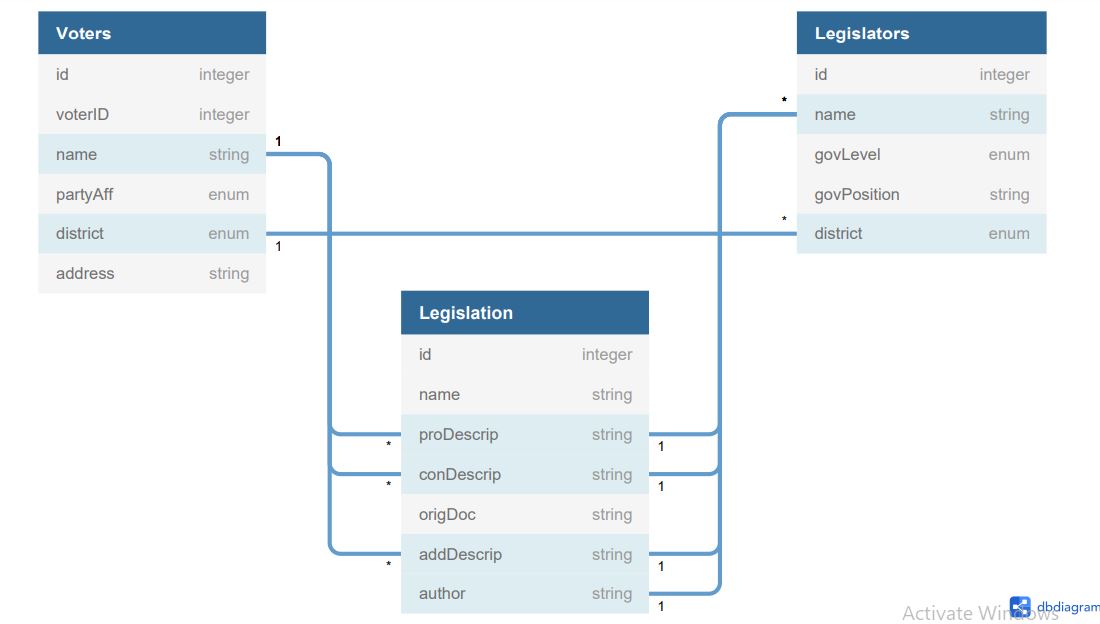 Voters
id integer
voterID integer
name string
partyAff enum
district enum
address string
1
1
Legislators
id integer
name string
govLevel enum
govPosition string
district enum
*
*
Legislation
id integer
name string
proDescrip string
conDescrip string
origDoc string
addDescrip string
author string
*
*
*
1
1
1
1
Activate Windows
dbdiagram